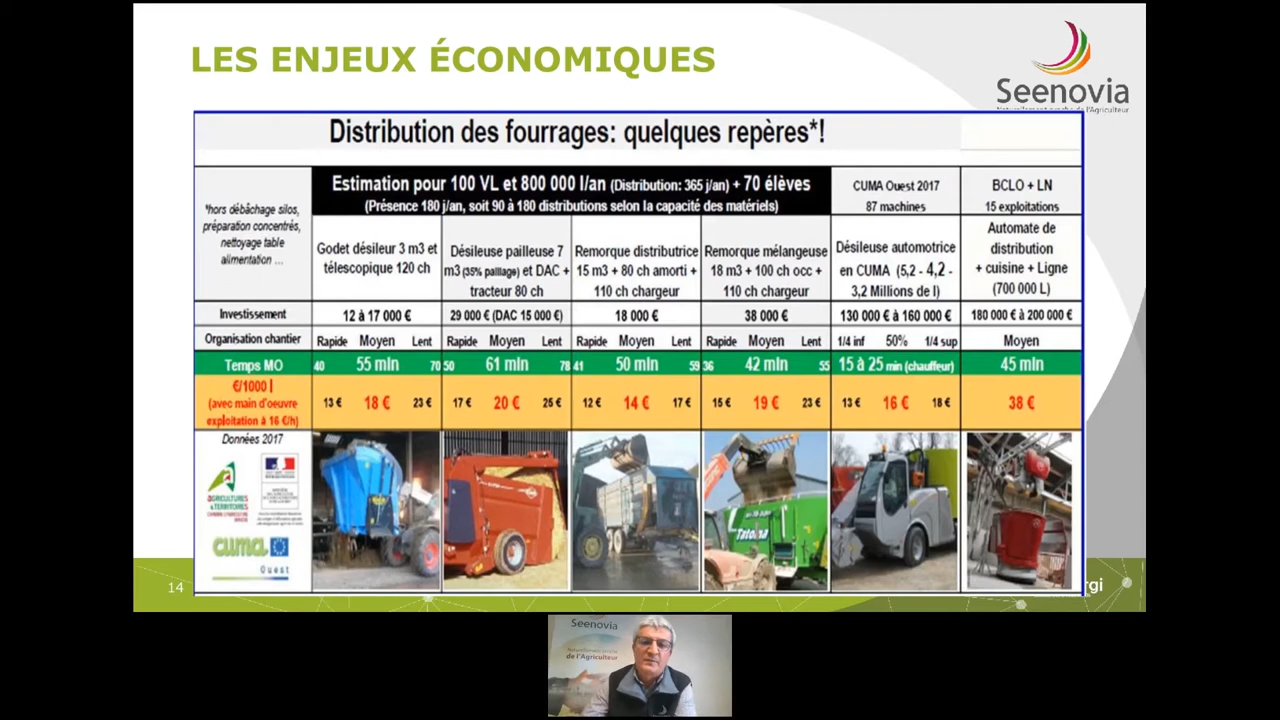 LES ENJEUX ÉCONOMIQUES
Seenovia
Naturellement proche de l'Agriculteur
Distribution des fourrages: quelques repères*!
*hors débâchage silos,
préparation concentrés,
nettoyage table
alimentation ...
Estimation pour 100 VL et 800 000 l/an (Distribution: 365 j/an) + 70 élèves
(Présence 180 j/an, soit 90 à 180 distributions selon la capacité des matériels)
CUMA Ouest 2017
87 machines
BCLO + LN
15 exploitations
Godet désileur 3 m3 et
télescopique 120 ch
Désileuse pailleuse 7
m3 (35% paillage) et DAC +
tracteur 80 ch
Remorque distributrice
15 m3 + 80 ch amorti +
110 ch chargeur
Remorque mélangeuse
18 m3 + 100 ch occ +
110 ch chargeur
Désileuse automotrice
en CUMA (5,2 - 4,2 -
3,2 Millions de l)
Automate de
distribution
+ cuisine + Ligne
(700 000 L)
Investissement 12 à 17 000 € 29 000 € (DAC 15 000 €) 18 000 € 38 000 € 130 000 € à 160 000 € 180 000 € à 200 000 €
Organisation chantier Rapide Moyen Lent Rapide Moyen Lent Rapide Moyen Lent Rapide Moyen Lent 1/4 inf 50% 1/4 sup Moyen
Temps MO 40 55 min 70 50 61 min 78 41 50 min 59 36 42 min 55 15 à 25 min (chauffeur) 45 min
€/1000 l
(avec main d'oeuvre
exploitation à 16 €/h)
13 € 18 € 23 € 17 € 20 € 25 € 12 € 14 € 17 € 15 € 19 € 23 € 13 € 16 € 18 € 38 €
Données 2017
AGRICULTURES
& TERRITOIRES
cuma
Ouest
Tatoma
14
rgi
Seenovia
Naturellement proche
de l'Agriculteur